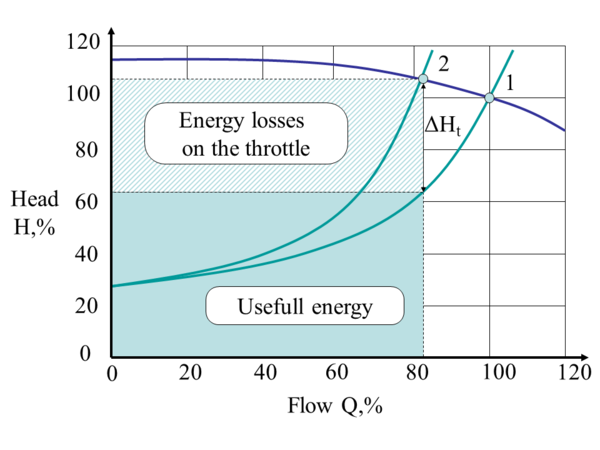 120
100
80
60
40
20
0
Head
H,%
Energy losses
on the throttle
Usefull energy
2
1
ΔHt
0 20 40 60 80 100 120
Flow Q,%